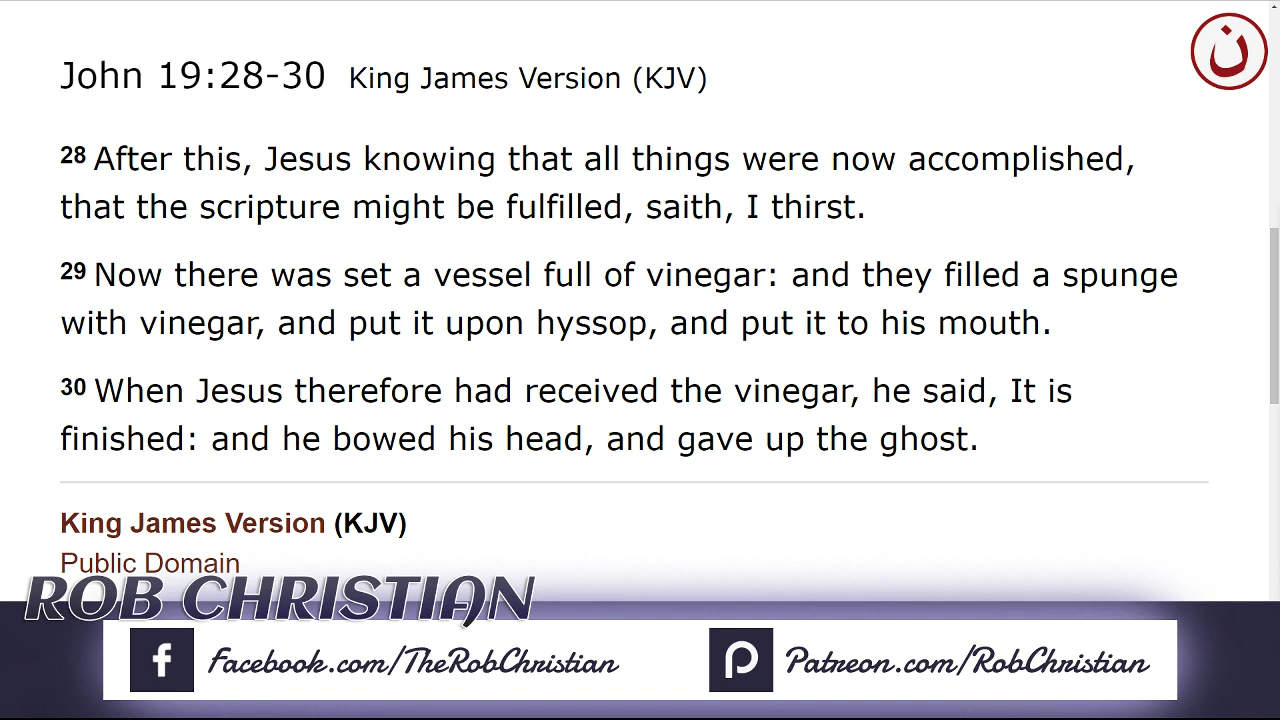 John 19:28-30 King James Version (KJV)
ن
28 After this, Jesus knowing that all things were now accomplished,
that the scripture might be fulfilled, saith, I thirst.
29 Now there was set a vessel full of vinegar: and they filled a spunge
with vinegar, and put it upon hyssop, and put it to his mouth.
30 When Jesus therefore had received the vinegar, he said, It is
finished: and he bowed his head, and gave up the ghost.
King James Version (KJV)
Public Domain
ROB CHRISTIAN
Facebook.com/TheRobChristian
Patreon.com/RobChristian